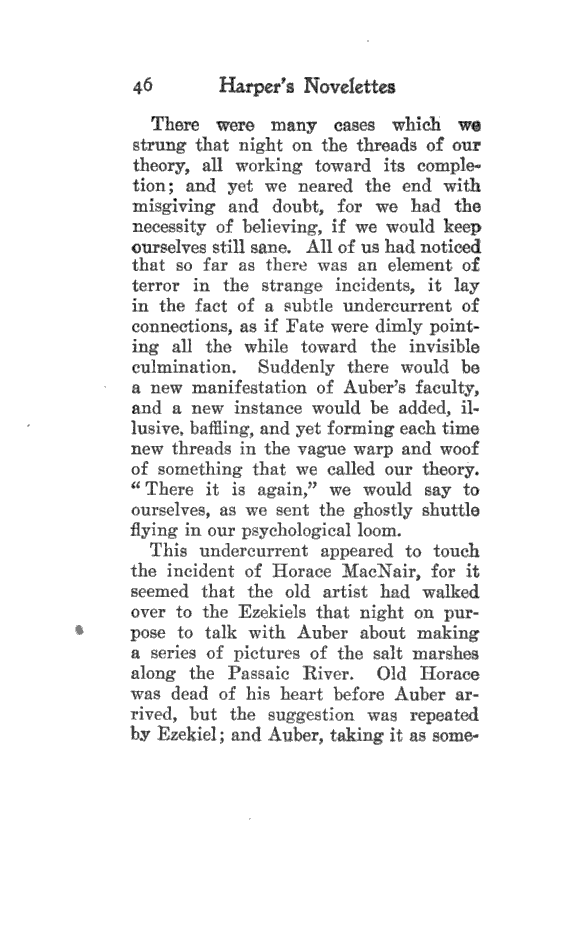 46 Harper's Novelettes
There were many cases which we
strung that night on the threads of our
theory, all working toward its comple-
tion; and yet we neared the end with
misgiving and doubt, for we had the
necessity of believing, if we would keep
ourselves still sane. All of us had noticed
that so far as there was an element of
terror in the strange incidents, it lay
in the fact of a subtle undercurrent of
connections, as if Fate were dimly point-
ing all the while toward the invisible
culmination. Suddenly there would be
a new manifestation of Auber's faculty,
and a new instance would be added, il-
lusive, baffling, and yet forming each time
new threads in the vague warp and woof
of something that we called our theory.
"There it is again," we would say to
ourselves, as we sent the ghostly shuttle
flying in our psychological loom.
This undercurrent appeared to touch
the incident of Horace MacNair, for it
seemed that the old artist had walked
over to the Ezekiels that night on pur-
pose to talk with Auber about making
a series of pictures of the salt marshes
along the Passaic River. Old Horace
was dead of his heart before Auber ar-
rived, but the suggestion was repeated
by Ezekiel; and Auber, taking it as some-